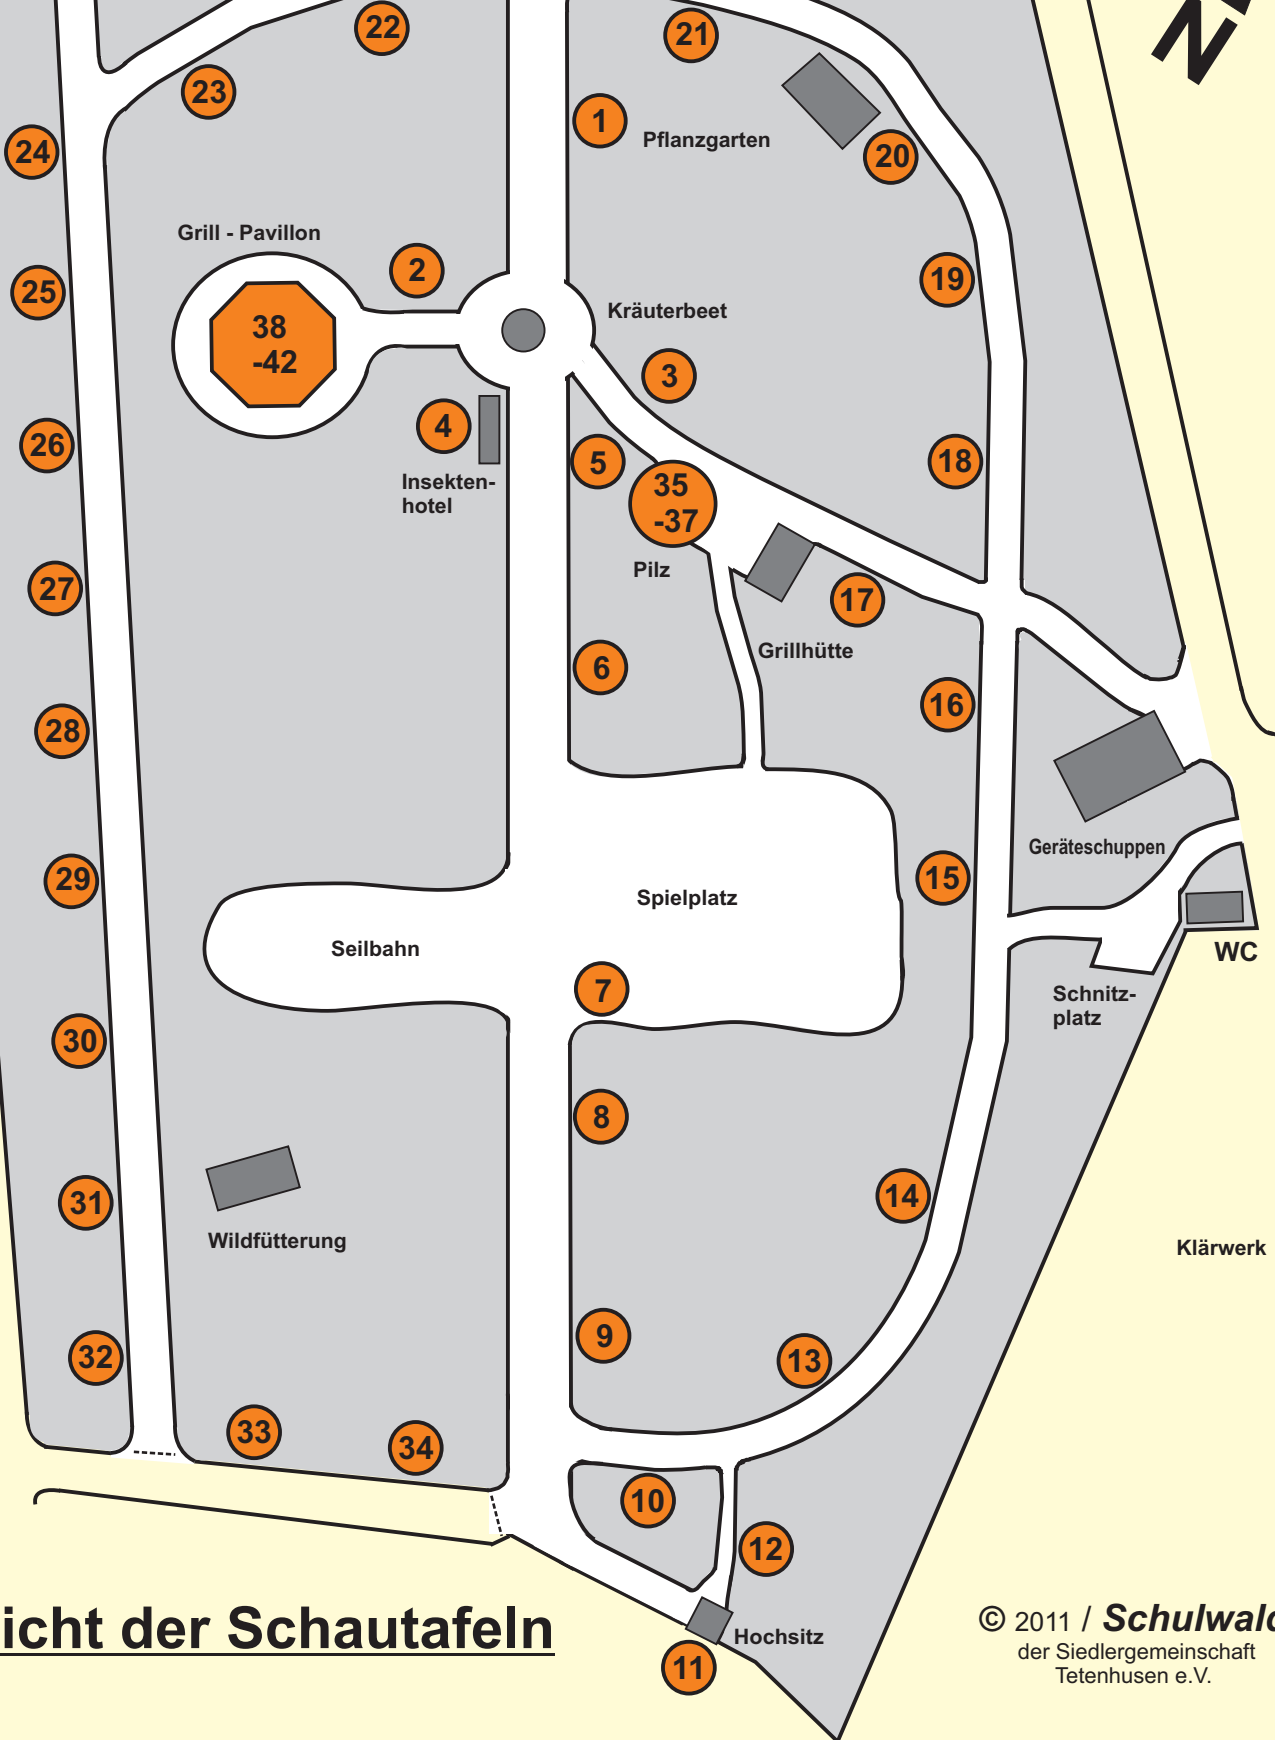 N
22
21
23
1
Pflanzgarten
24
20
Grill - Pavillon
2
19
25
Kräuterbeet
38
-42
3
4
26
5
18
Insekten-
hotel
35
-37
Pilz
27
17
Grillhütte
6
16
28
Geräteschuppen
29
15
Spielplatz
Seilbahn
WC
7
Schnitz-
platz
30
8
31
14
Wildfütterung
Klärwerk
9
32
13
33
34
10
12
icht der Schautafeln
© 2011 / Schulwald
der Siedlergemeinschaft
Tetenhusen e.V.
Hochsitz
11